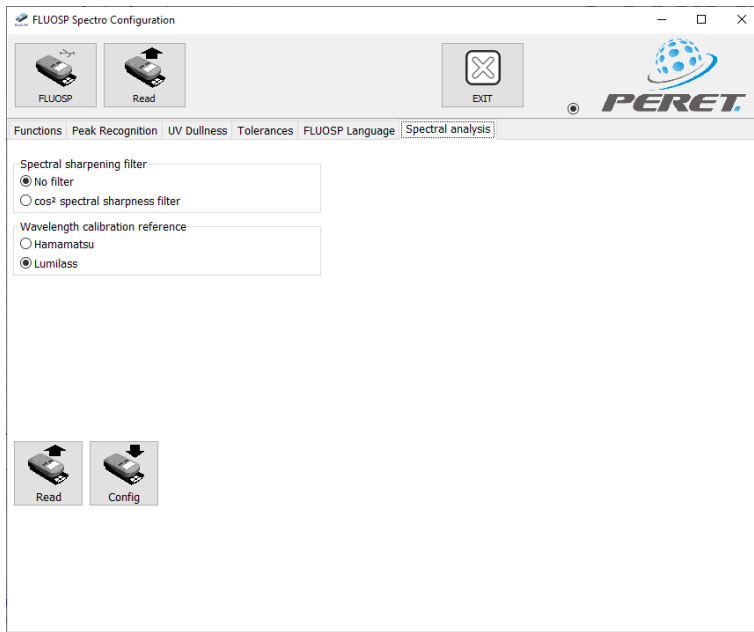 FLUOSP Spectro Configuration
FLUOSP
Read
EXIT
PERET
Functions Peak Recognition UV Dullness Tolerances FLUOSP Language Spectral analysis
Spectral sharpening filter
No filter
cos² spectral sharpness filter
Wavelength calibration reference
Hamamatsu
Lumilass
Read
Config